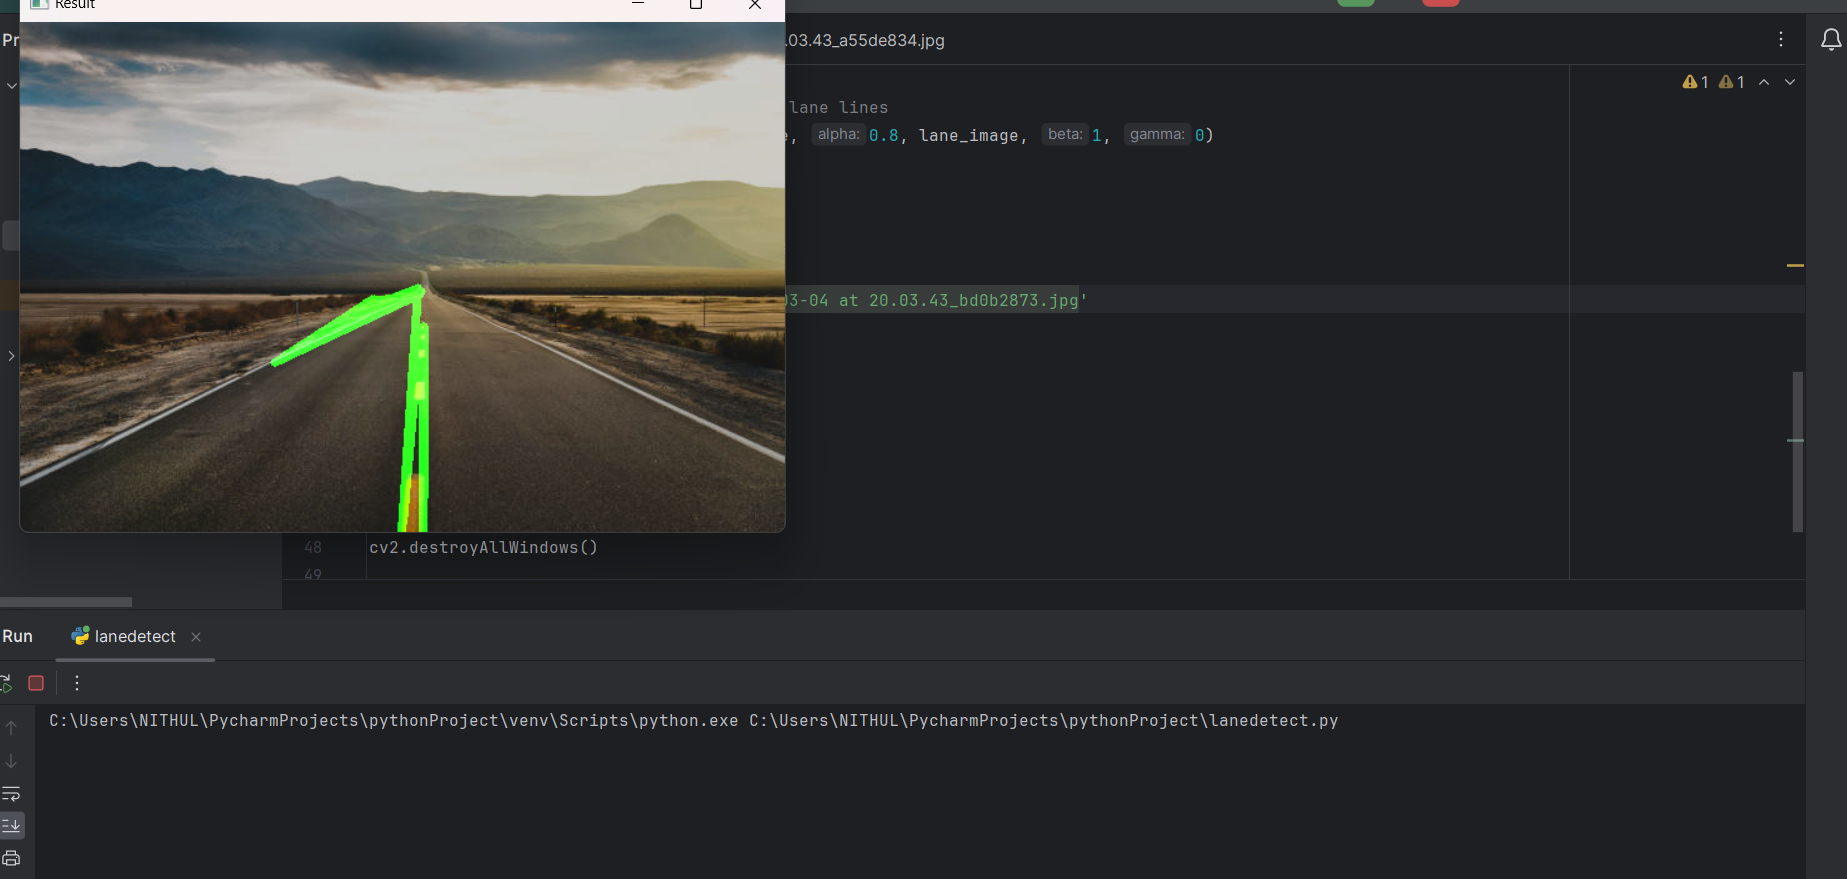 Result
Pr
.03.43_a55de834.jpg
1 1
lane lines
, alpha: 0.8, lane_image, beta: 1, gamma: 0)
03-04 at 20.03.43_bd0b2873.jpg'
48 cv2.destroyAllWindows()
49
Run lanedetect
C:\Users\NITHUL\PycharmProjects\pythonProject\venv\Scripts\python.exe C:\Users\NITHUL\PycharmProjects\pythonProject\lanedetect.py